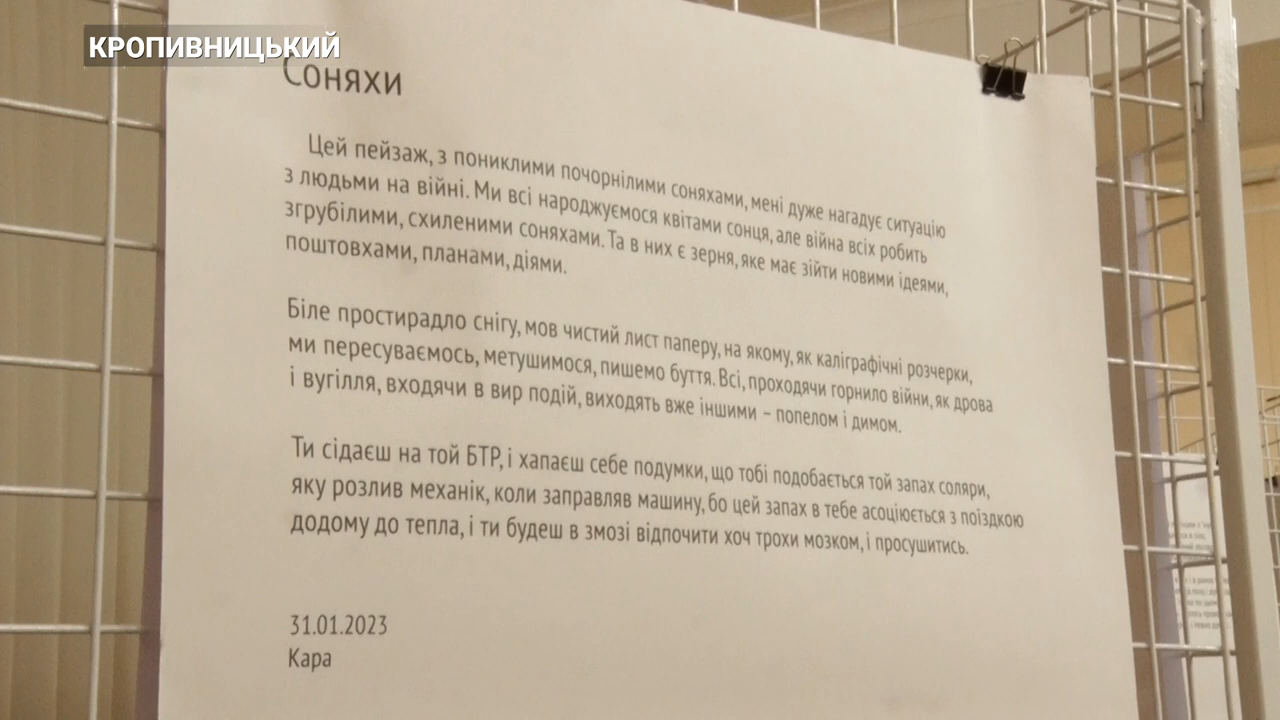 КРОПИВНИЦЬКИЙ
Соняхи
Цей пейзаж, з пониклими почорнілими соняхами, мені дуже нагадує ситуацію
з людьми на війні. Ми всі народжуємося квітами сонця, але війна всіх робить
згрубілими, схиленими соняхами. Та в них є зерня, яке має зійти новими ідеями,
поштовхами, планами, діями.
Біле простирадло снігу, мов чистий лист паперу, на якому, як каліграфічні розчерки,
ми пересуваємось, метушимося, пишемо буття. Всі, проходячи горнило війни, як дрова
і вугілля, входячи в вир подій, виходять вже іншими – попелом і димом.
Ти сідаєш на той БТР, і хапаєш себе подумки, що тобі подобається той запах соляри,
яку розлив механік, коли заправляв машину, бо цей запах в тебе асоціюється з поїздкою
додому до тепла, і ти будеш в змозі відпочити хоч трохи мозком, і просушитись.
31.01.2023
Кара